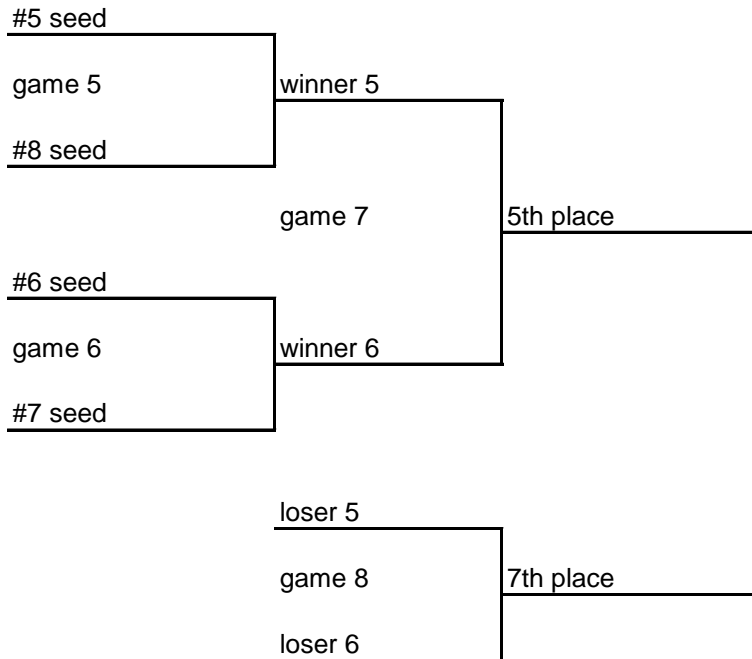 #5 seed
game 5
winner 5
#8 seed
game 7
5th place
#6 seed
game 6
winner 6
#7 seed
loser 5
game 8
7th place
loser 6